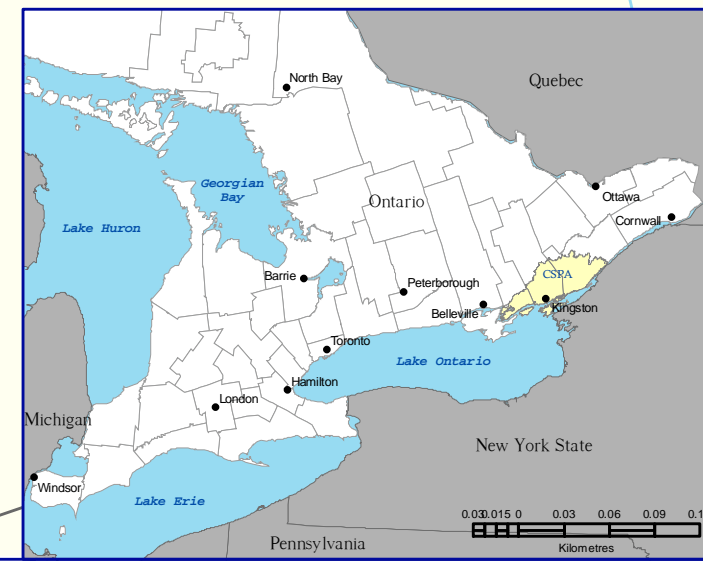 North Bay
Quebec
Georgian
Bay
Ontario
Ottawa
Lake Huron
Cornwall
CSPA
Barrie
Peterborough
Kingston
Belleville
Toronto
Lake Ontario
Hamilton
London
Michigan
New York State
Windsor
Lake Erie
0.03 0.015 0 0.03 0.06 0.09 0.1
Kilometres
Pennsylvania